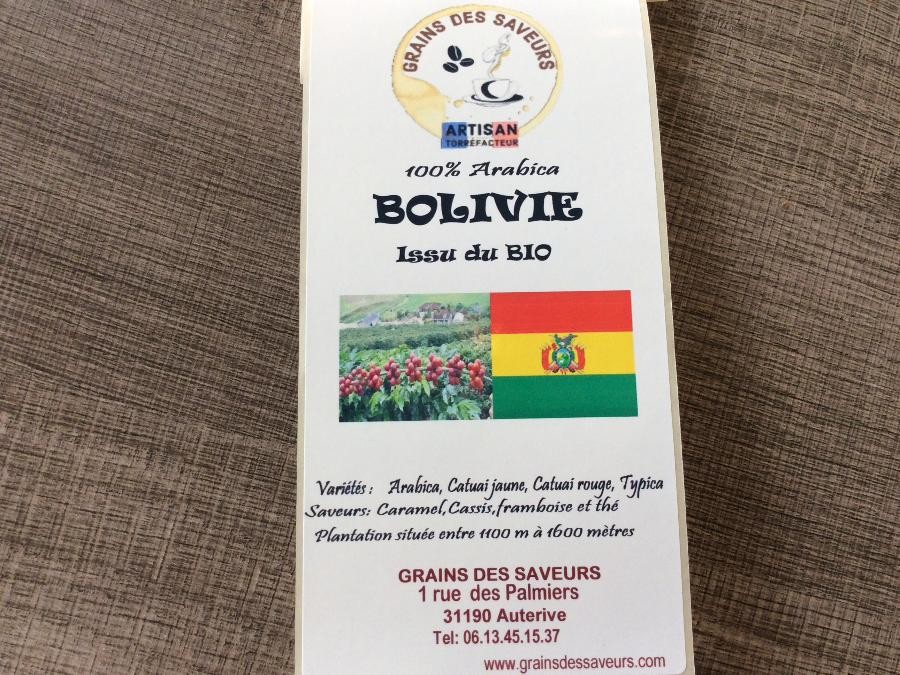 GRAINS DES SAVEURS
ARTISAN
TORRÉFACTEUR
100% Arabica
BOLIVIE
Issu du BIO
Variétés : Arabica, Catuai jaune, Catuai rouge, Typica
Saveurs: Caramel,Cassis,framboise et thé
Plantation située entre 1100 m à 1600 mètres
GRAINS DES SAVEURS
1 rue des Palmiers
31190 Auterive
Tel: 06.13.45.15.37
www.grainsdessaveurs.com